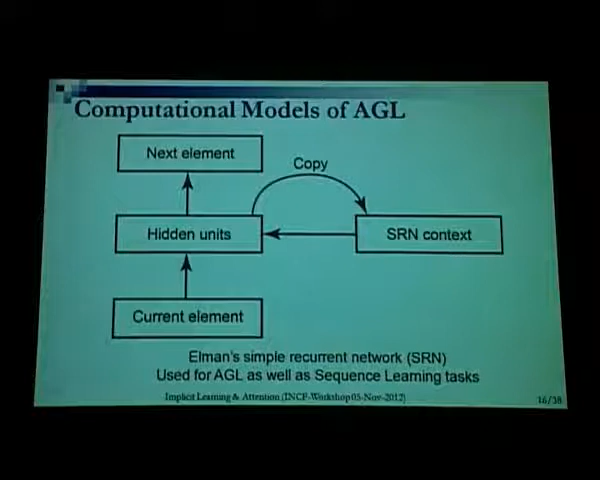 Computational Models of AGL
Next element
Copy
Hidden units
SRN context
Current element
Elman's simple recurrent network (SRN)
Used for AGL as well as Sequence Learning tasks
Implicit Learning & Attention (INCF-Workshop 05-Nov-2012)
16/38